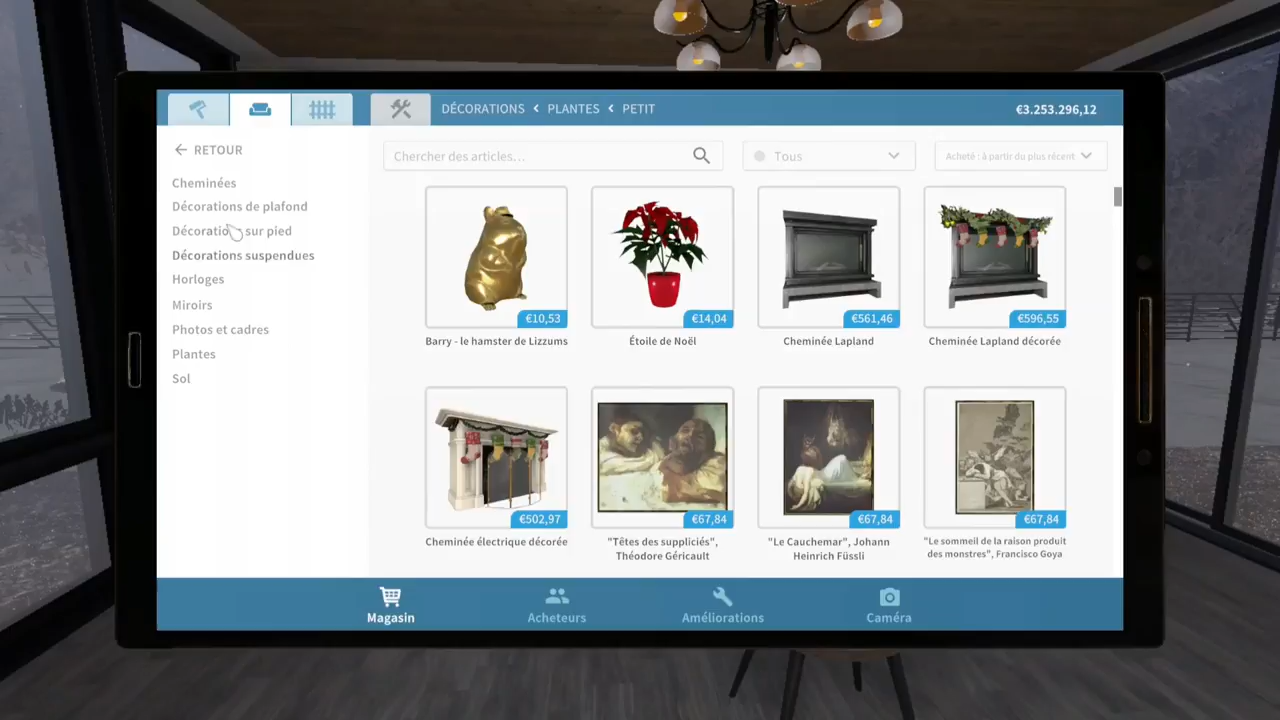 DÉCORATIONS < PLANTES < PETIT
€3.253.296,12
← RETOUR
Chercher des articles...
Tous
Acheté : à partir du plus récent
Cheminées
Décorations de plafond
Décorations sur pied
Décorations suspendues
Horloges
Miroirs
Photos et cadres
Plantes
Sol
€10,53
€14,04
€561,46
€596,55
Barry - le hamster de Lizzums
Étoile de Noël
Cheminée Lapland
Cheminée Lapland décorée
€502,97
€67,84
€67,84
€67,84
Cheminée électrique décorée
"Têtes des suppliciés",
Théodore Géricault
"Le Cauchemar", Johann
Heinrich Füssli
"Le sommeil de la raison produit
des monstres", Francisco Goya
Magasin
Acheteurs
Améliorations
Caméra